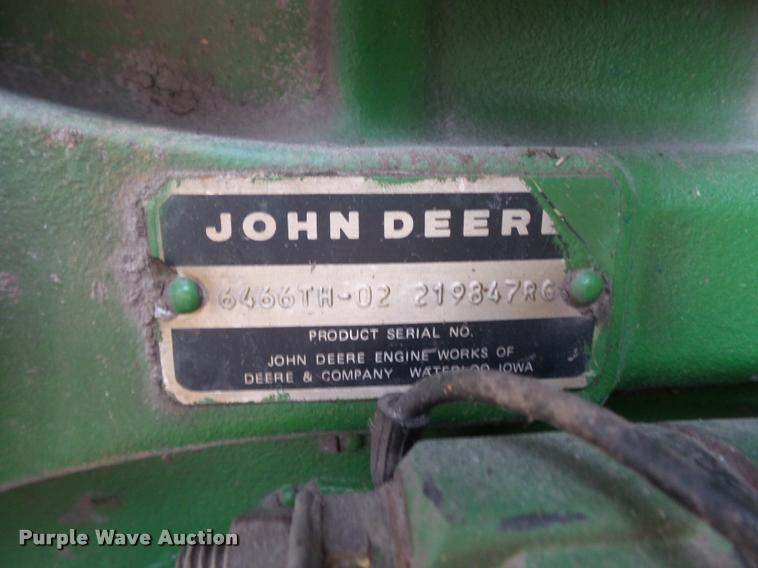 JOHN DEERE
6466TH-02 219847RG
PRODUCT SERIAL NO.
JOHN DEERE ENGINE WORKS OF
DEERE & COMPANY WATERLOO IOWA
Purple Wave Auction